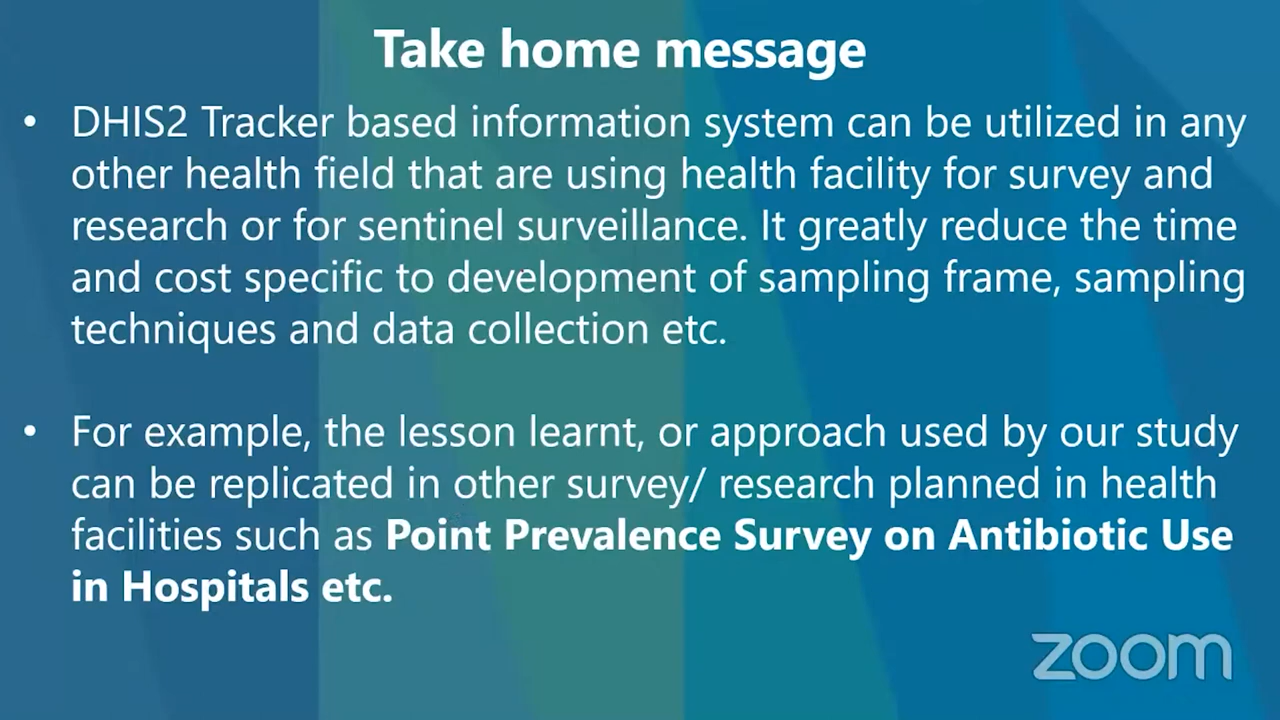 Take home message
• DHIS2 Tracker based information system can be utilized in any
other health field that are using health facility for survey and
research or for sentinel surveillance. It greatly reduce the time
and cost specific to development of sampling frame, sampling
techniques and data collection etc.
• For example, the lesson learnt, or approach used by our study
can be replicated in other survey/ research planned in health
facilities such as Point Prevalence Survey on Antibiotic Use
in Hospitals etc.
zoom